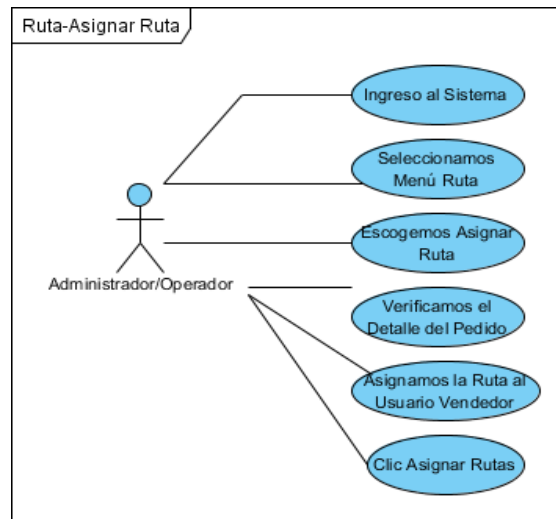 Ruta-Asignar Ruta
Ingreso al Sistema
Seleccionamos
Menú Ruta
Escogemos Asignar
Ruta
Administrador/Operador
Verificamos el
Detalle del Pedido
Asignamos la Ruta al
Usuario Vendedor
Clic Asignar Rutas